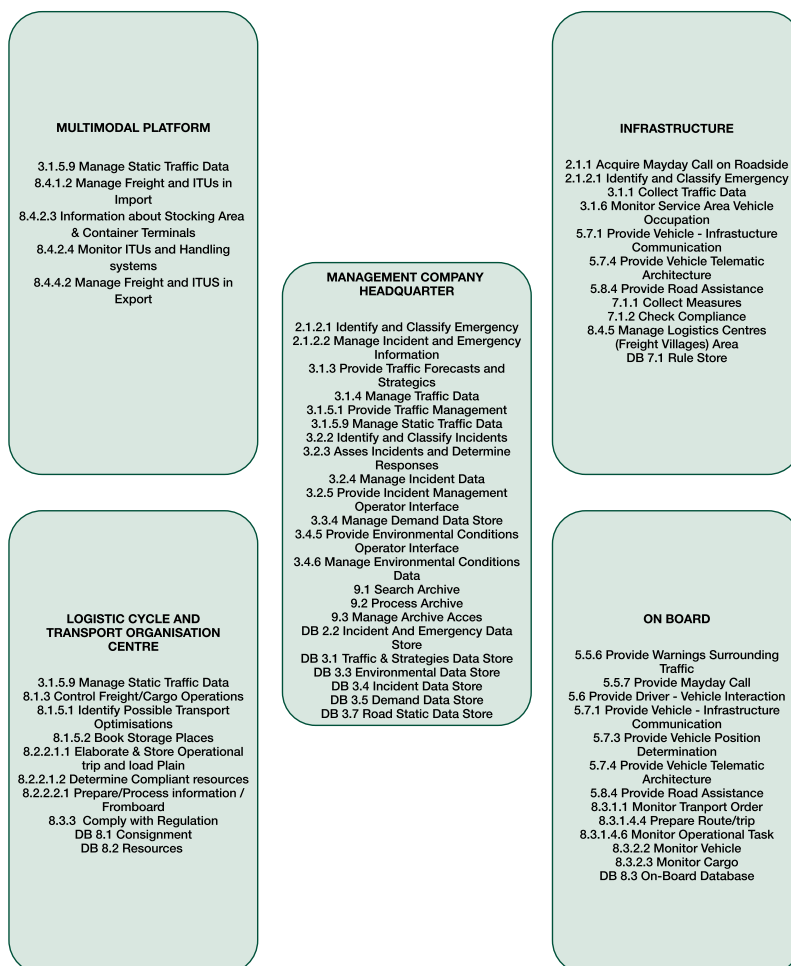 MULTIMODAL PLATFORM
3.1.5.9 Manage Static Traffic Data
8.4.1.2 Manage Freight and ITUs in
Import
8.4.2.3 Information about Stocking Area
& Container Terminals
8.4.2.4 Monitor ITUs and Handling
systems
8.4.4.2 Manage Freight and ITUS in
Export
INFRASTRUCTURE
2.1.1 Acquire Mayday Call on Roadside
2.1.2.1 Identify and Classify Emergency
3.1.1 Collect Traffic Data
3.1.6 Monitor Service Area Vehicle
Occupation
5.7.1 Provide Vehicle - Infrastucture
Communication
5.7.4 Provide Vehicle Telematic
Architecture
5.8.4 Provide Road Assistance
7.1.1 Collect Measures
7.1.2 Check Compliance
8.4.5 Manage Logistics Centres
(Freight Villages) Area
DB 7.1 Rule Store
MANAGEMENT COMPANY
HEADQUARTER
2.1.2.1 Identify and Classify Emergency
2.1.2.2 Manage Incident and Emergency
Information
3.1.3 Provide Traffic Forecasts and
Strategics
3.1.4 Manage Traffic Data
3.1.5.1 Provide Traffic Management
3.1.5.9 Manage Static Traffic Data
3.2.2 Identify and Classify Incidents
3.2.3 Asses Incidents and Determine
Responses
3.2.4 Manage Incident Data
3.2.5 Provide Incident Management
Operator Interface
3.3.4 Manage Demand Data Store
3.4.5 Provide Environmental Conditions
Operator Interface
3.4.6 Manage Environmental Conditions
Data
9.1 Search Archive
9.2 Process Archive
9.3 Manage Archive Acces
DB 2.2 Incident And Emergency Data
Store
DB 3.1 Traffic & Strategies Data Store
DB 3.3 Environmental Data Store
DB 3.4 Incident Data Store
DB 3.5 Demand Data Store
DB 3.7 Road Static Data Store
LOGISTIC CYCLE AND
TRANSPORT ORGANISATION
CENTRE
3.1.5.9 Manage Static Traffic Data
8.1.3 Control Freight/Cargo Operations
8.1.5.1 Identify Possible Transport
Optimisations
8.1.5.2 Book Storage Places
8.2.2.1.1 Elaborate & Store Operational
trip and load Plain
8.2.2.1.2 Determine Compliant resources
8.2.2.2.1 Prepare/Process information /
Fromboard
8.3.3 Comply with Regulation
DB 8.1 Consignment
DB 8.2 Resources
ON BOARD
5.5.6 Provide Warnings Surrounding
Traffic
5.5.7 Provide Mayday Call
5.6 Provide Driver - Vehicle Interaction
5.7.1 Provide Vehicle - Infrastructure
Communication
5.7.3 Provide Vehicle Position
Determination
5.7.4 Provide Vehicle Telematic
Architecture
5.8.4 Provide Road Assistance
8.3.1.1 Monitor Tranport Order
8.3.1.4.4 Prepare Route/trip
8.3.1.4.6 Monitor Operational Task
8.3.2.2 Monitor Vehicle
8.3.2.3 Monitor Cargo
DB 8.3 On-Board Database